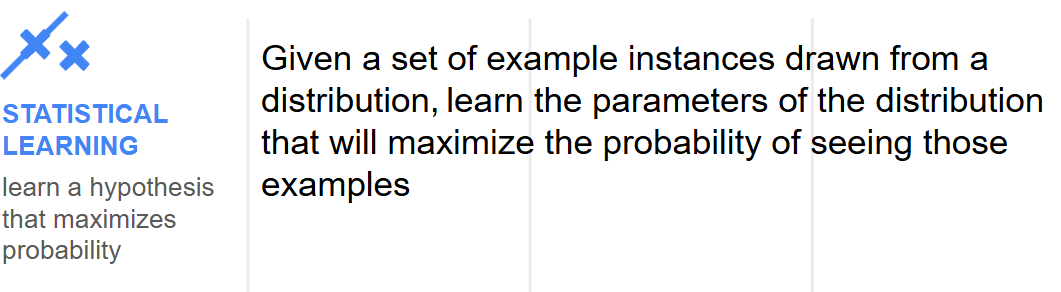 STATISTICAL
LEARNING
learn a hypothesis
that maximizes
probability
Given a set of example instances drawn from a
distribution, learn the parameters of the distribution
that will maximize the probability of seeing those
examples